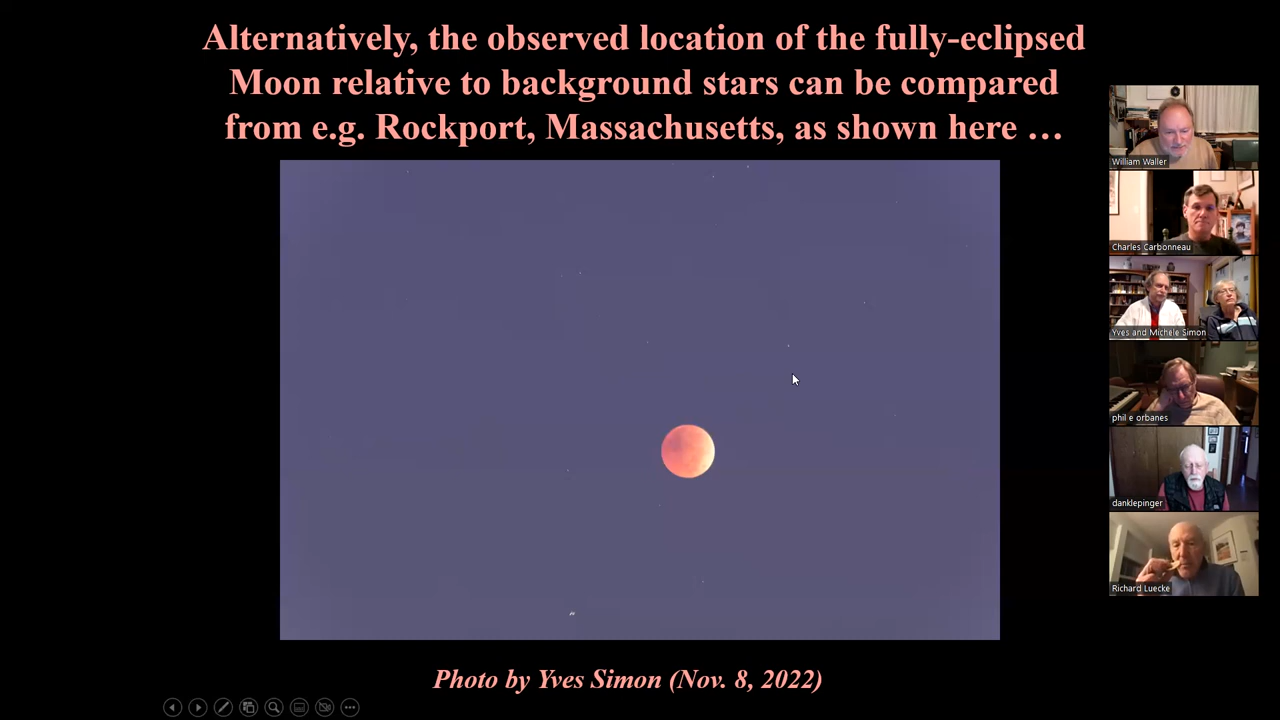 Alternatively, the observed location of the fully-eclipsed
Moon relative to background stars can be compared
from e.g. Rockport, Massachusetts, as shown here …
William Waller
Charles Carbonneau
Yves and Michele Simon
phil e orbanes
danklepinger
Richard Luecke
Photo by Yves Simon (Nov. 8, 2022)